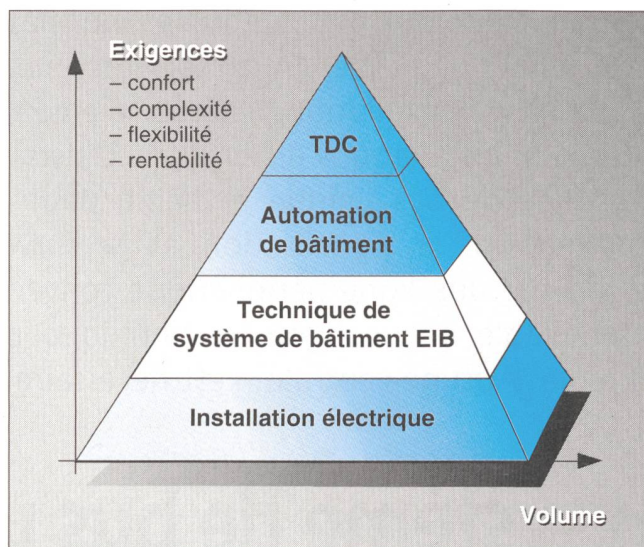 Exigences
– confort
– complexité
– flexibilité
– rentabilité
TDC
Automation
de bâtiment
Technique de
système de bâtiment EIB
Installation électrique
Volume